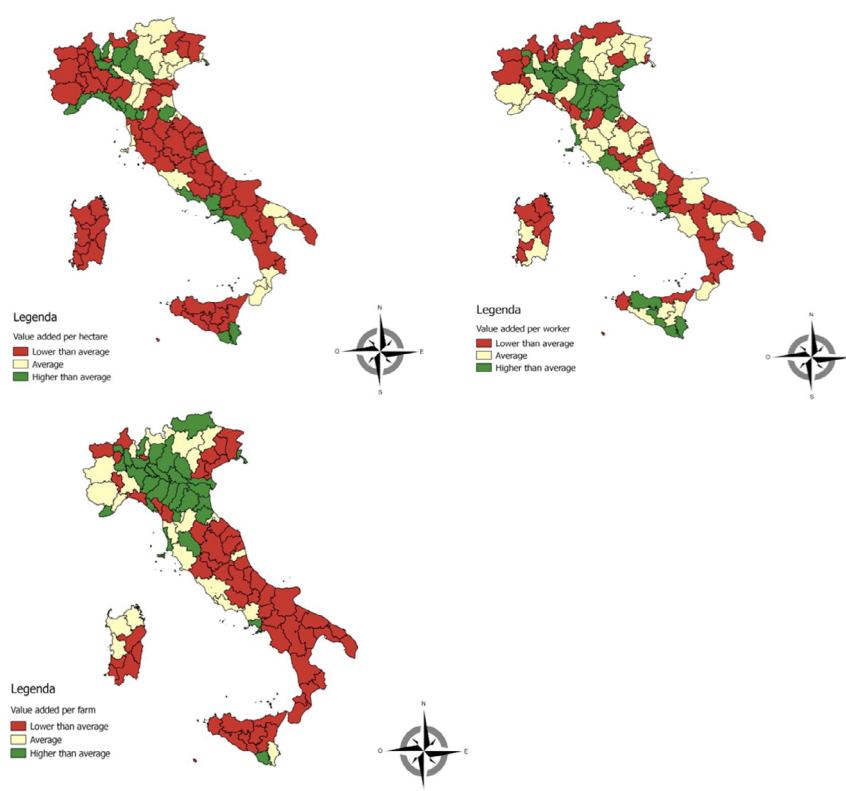 Legenda
Value added per hectare
Lower than average
Average
Higher than average
N
O
E
S
Legenda
Value added per worker
Lower than average
Average
Higher than average
N
O
E
S
Legenda
Value added per farm
Lower than average
Average
Higher than average
N
O
E
S